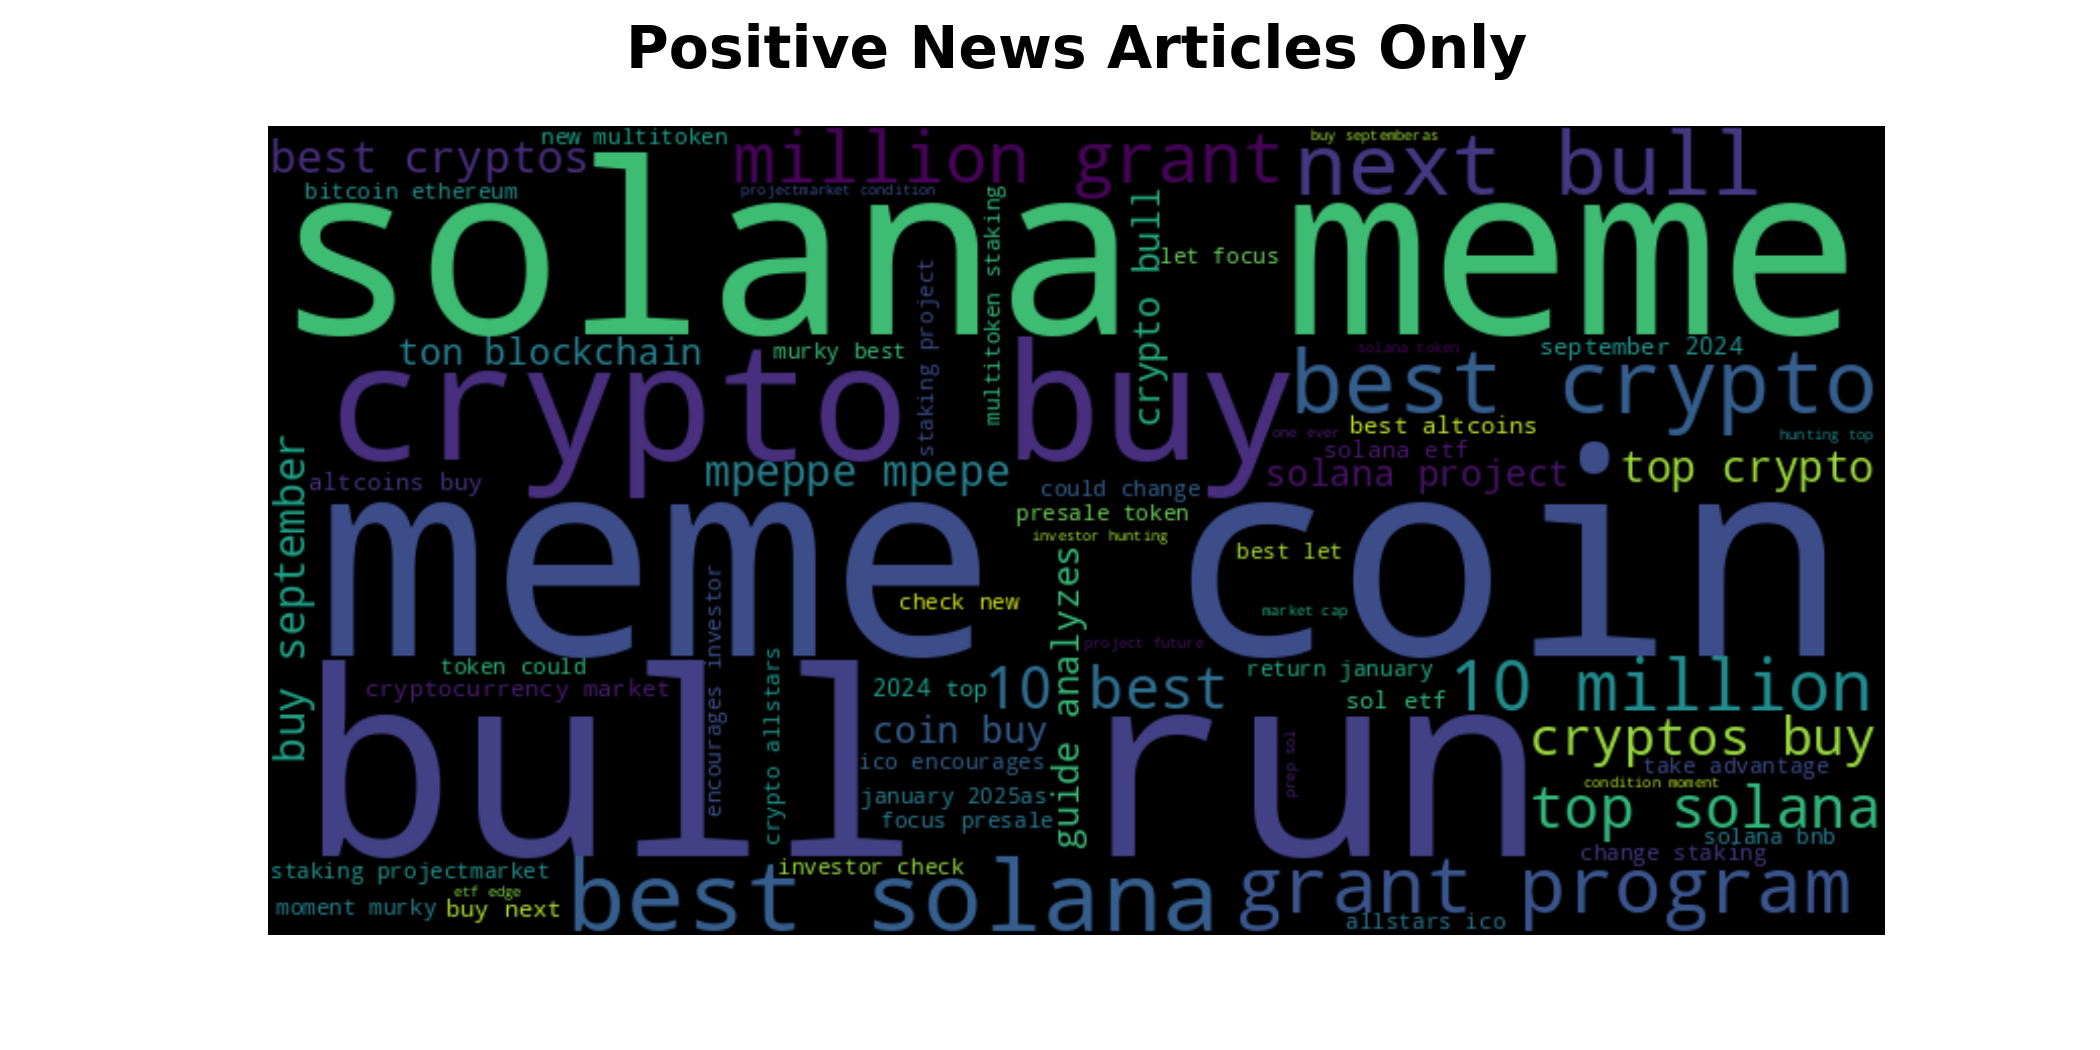 Positive News Articles Only
best cryptos
new multitoken
million grant
buy septemberas
next bull
bitcoin ethereum
projectmarket condition
solana meme
multitoken staking
crypto bull
let focus
staking project
ton blockchain
murky best
solana token
september 2024
crypto buy
best crypto
one ever
best altcoins
hunting top
solana etf
buy september
altcoins buy
mpeppe mpepe
solana project
top crypto
could change
presale token
investor hunting
meme coin
best let
guide analyzes
encourages investor
check new
market cap
project future
token could
crypto allstars
return january
cryptocurrency market
2024 top
10 best
sol etf
10 million
bull run
coin buy
prep sol
cryptos buy
ico encourages
take advantage
condition moment
january 2025as
focus presale
top solana
solana bnb
change staking
staking projectmarket
investor check
etf edge
moment murky
buy next
best solana
grant program
allstars ico